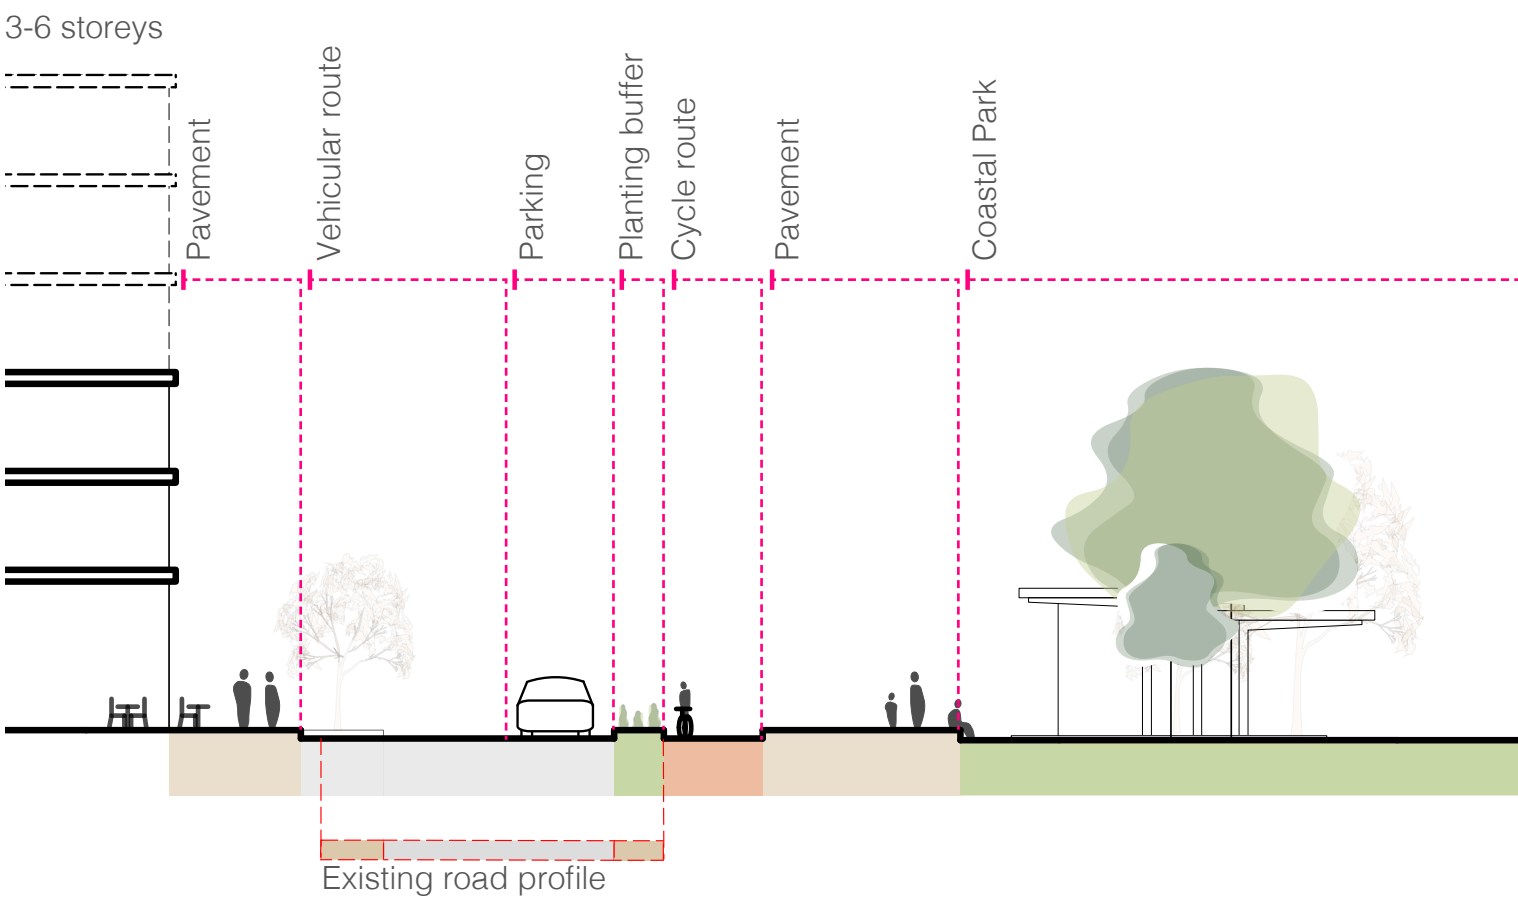 3-6 storeys
Pavement
Vehicular route
Parking
Planting buffer
Cycle route
Pavement
Coastal Park
Existing road profile